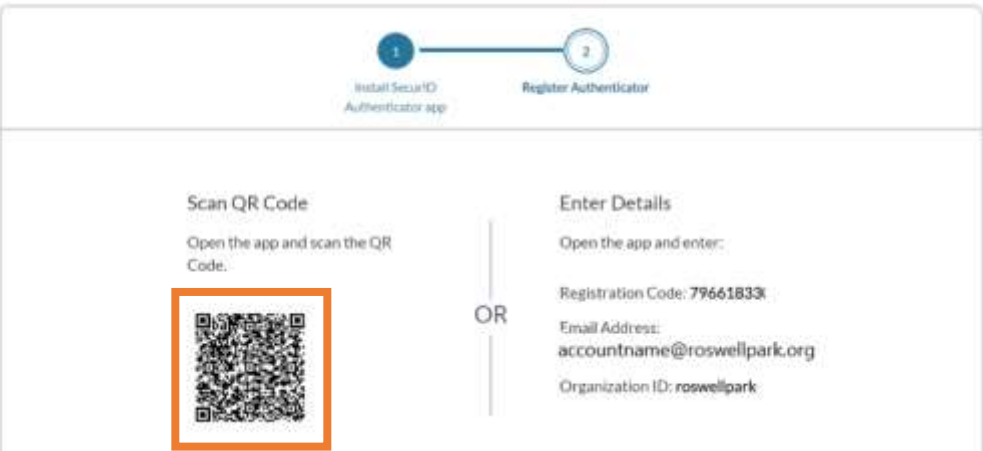 1
2
Install SecurID
Authenticator app
Register Authenticator
Scan QR Code
Open the app and scan the QR
Code.
OR
Enter Details
Open the app and enter:
Registration Code:
Email Address:
accountname@roswellpark.org
Organization ID: roswellpark